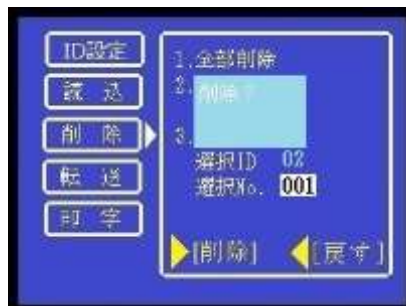 ID設定
読込
削除
転送
印字
1.全部削除
2.
削除?
3.
選択ID 02
選択No. 001
[削除] [戻す]